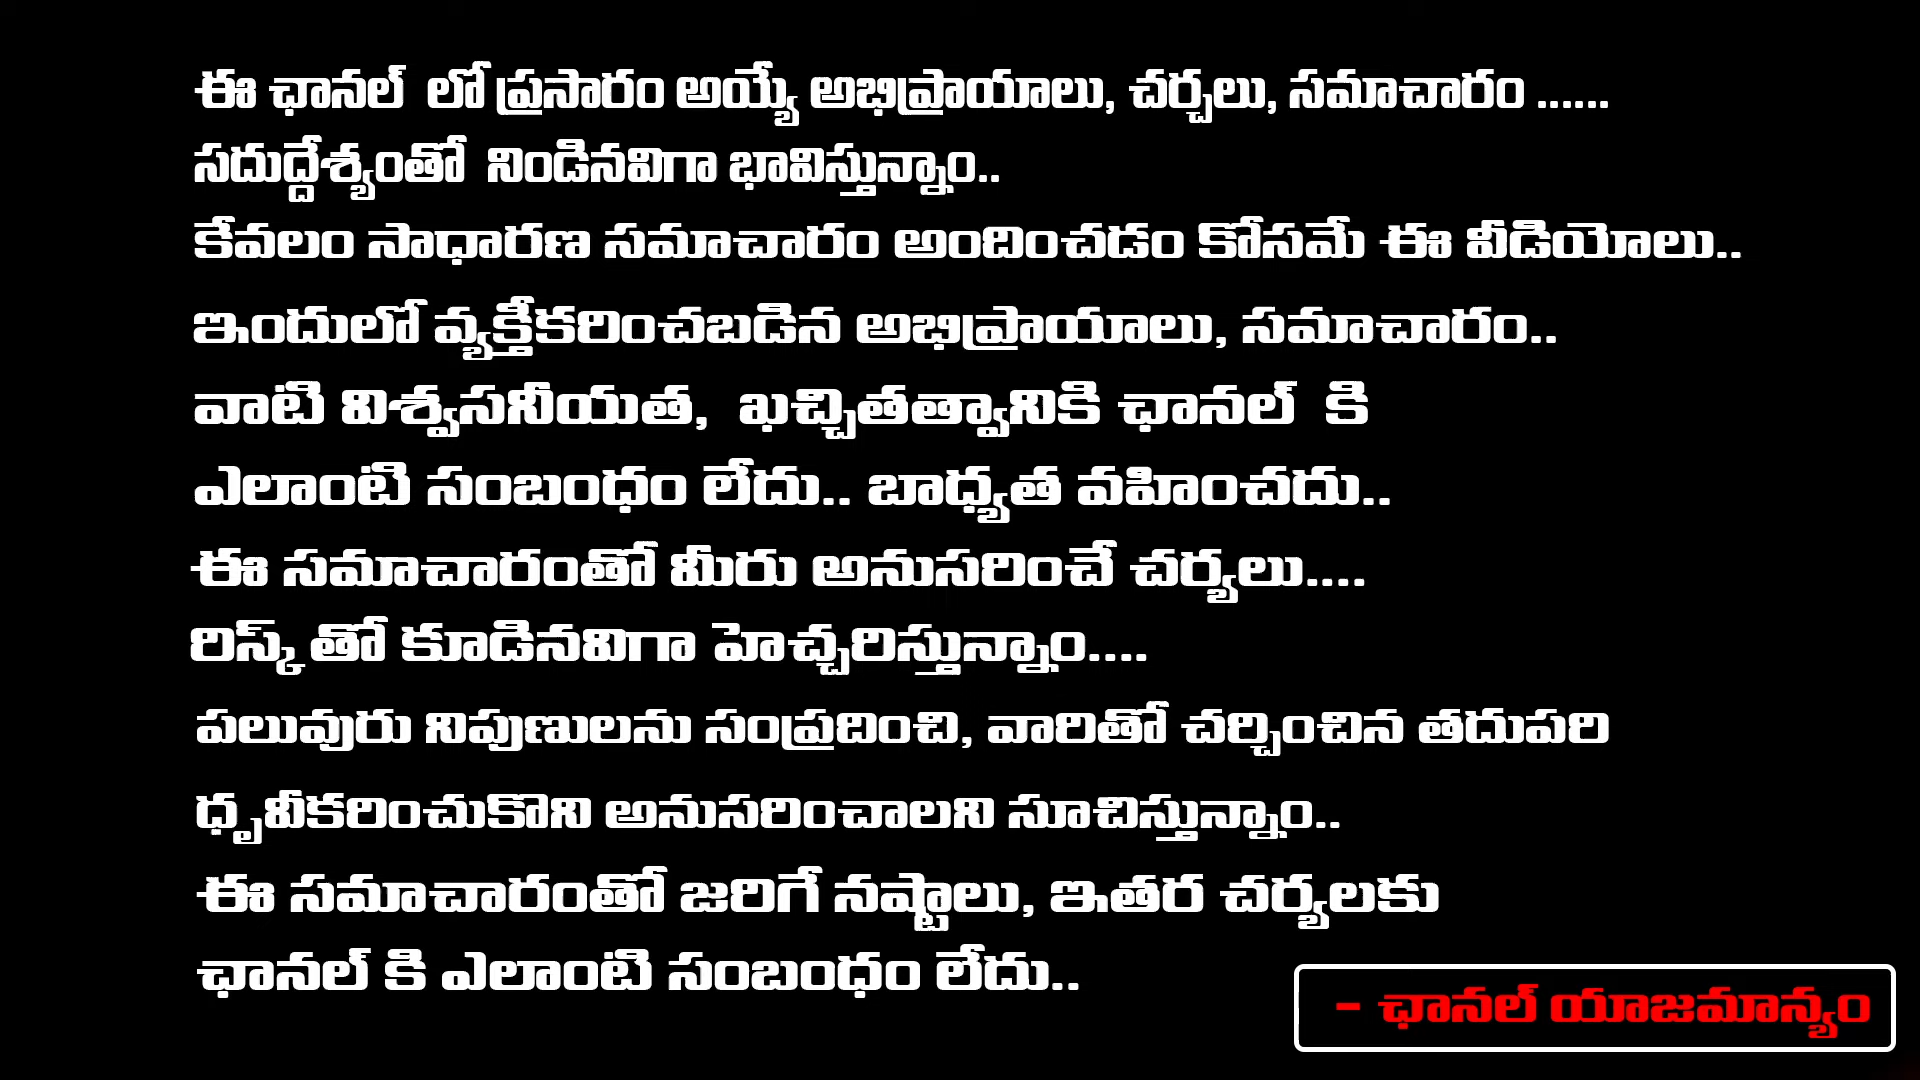 ఈ ఛానల్ లో ప్రసారం అయ్యే అభిప్రాయాలు, చర్చలు, సమాచారం ......
సదుద్దేశ్యంతో నిండినవిగా భావిస్తున్నాం..
కేవలం సాధారణ సమాచారం అందించడం కోసమే ఈ వీడియోలు..
ఇందులో వ్యక్తీకరించబడిన అభిప్రాయాలు, సమాచారం..
వాటి విశ్వసనీయత, ఖచ్చితత్వానికి ఛానల్ కి
ఎలాంటి సంబంధం లేదు.. బాధ్యత వహించదు..
ఈ సమాచారంతో మీరు అనుసరించే చర్యలు....
రిస్క్ తో కూడినవిగా హెచ్చరిస్తున్నాం....
పలువురు నిపుణులను సంప్రదించి, వారితో చర్చించిన తదుపరి
ధృవీకరించుకొని అనుసరించాలని సూచిస్తున్నాం..
ఈ సమాచారంతో జరిగే నష్టాలు, ఇతర చర్యలకు
ఛానల్ కి ఎలాంటి సంబంధం లేదు..
- ఛానల్ యాజమాన్యం